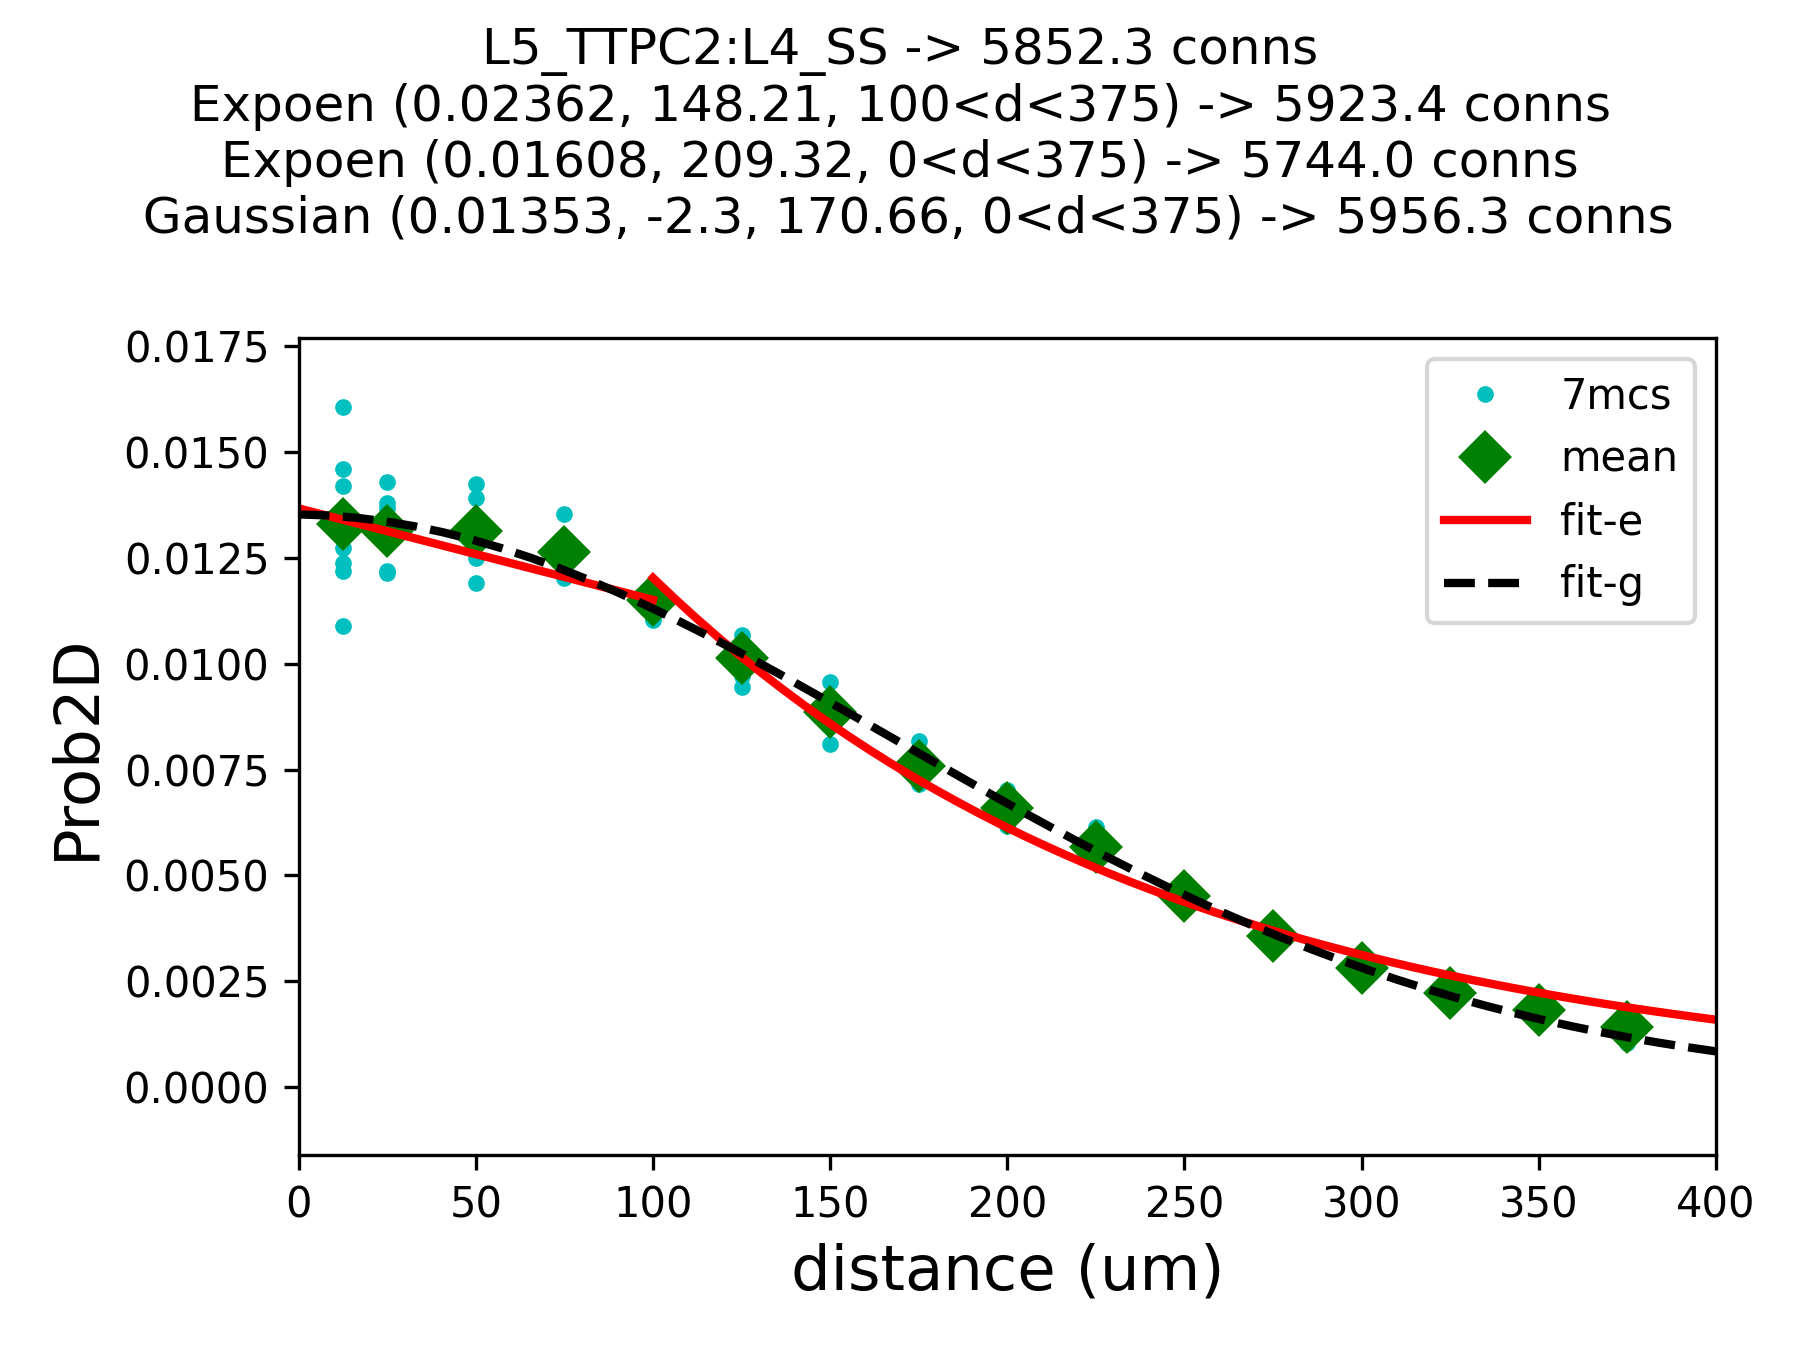 L5_TTPC2:L4_SS -> 5852.3 conns
Expoen (0.02362, 148.21, 100<d<375) -> 5923.4 conns
Expoen (0.01608, 209.32, 0<d<375) -> 5744.0 conns
Gaussian (0.01353, -2.3, 170.66, 0<d<375) -> 5956.3 conns
0.0175
0.0150
0.0125
0.0100
0.0075
0.0050
0.0025
0.0000
Prob2D
7mcs
mean
fit-e
fit-g
0 50 100 150 200 250 300 350 400
distance (um)